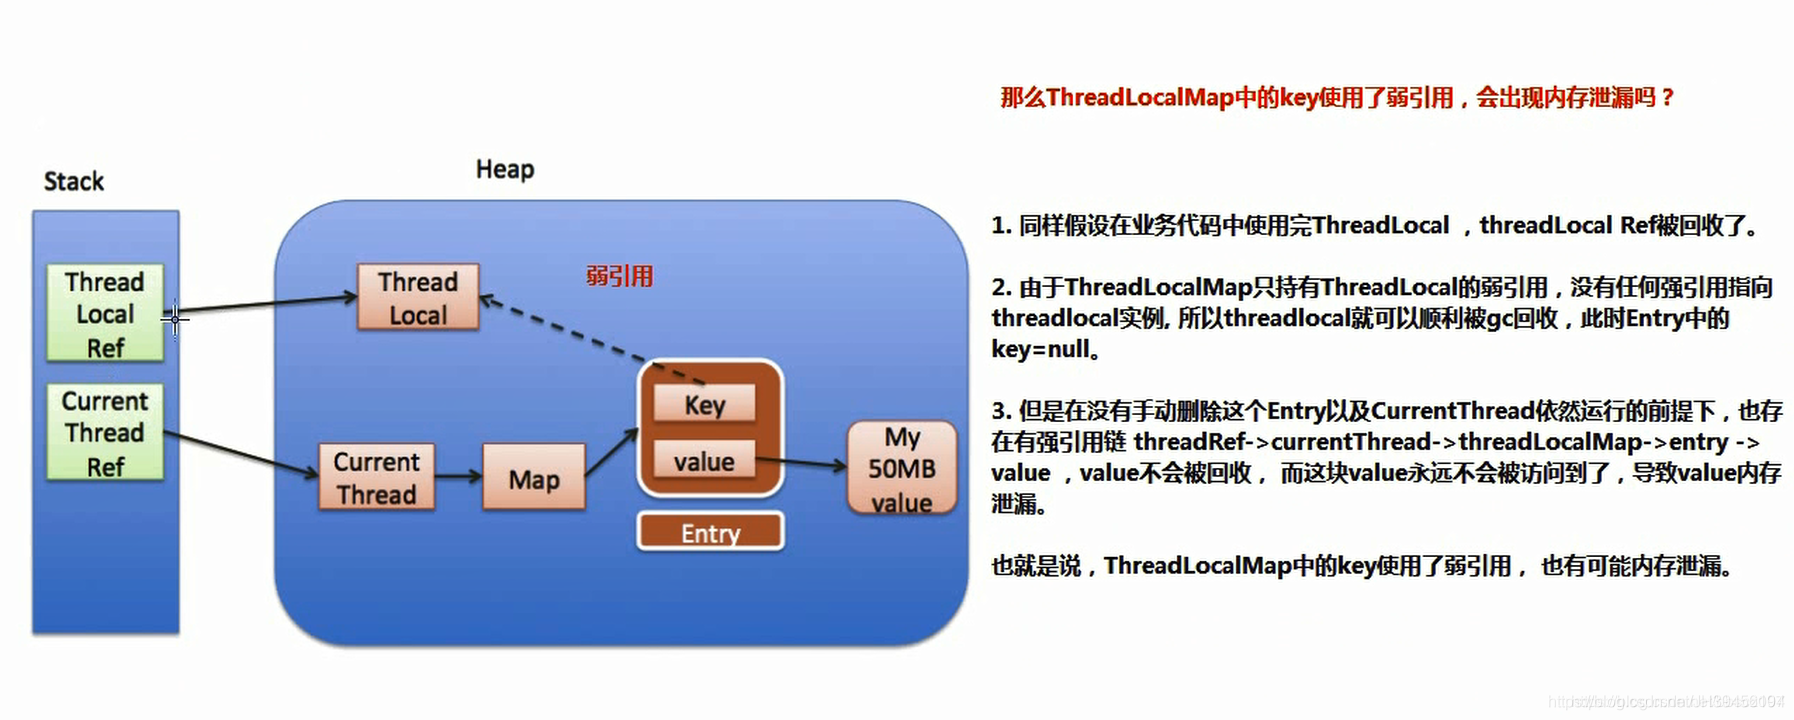 那么ThreadLocalMap中的key使用了弱引用，会出现内存泄漏吗？
Heap
Stack
Thread
Local
Ref
Current
Thread
Ref
Thread
Local
弱引用
Current
Thread
Map
Key
value
Entry
My
50MB
value
1. 同样假设在业务代码中使用完ThreadLocal ，threadLocal Ref被回收了。
2. 由于ThreadLocalMap只持有ThreadLocal的弱引用，没有任何强引用指向
threadlocal实例, 所以threadlocal就可以顺利被gc回收，此时Entry中的
key=null。
3. 但是在没有手动删除这个Entry以及CurrentThread依然运行的前提下，也存
在有强引用链 threadRef->currentThread->threadLocalMap->entry ->
value ，value不会被回收， 而这块value永远不会被访问到了，导致value内存
泄漏。
也就是说，ThreadLocalMap中的key使用了弱引用， 也有可能内存泄漏。